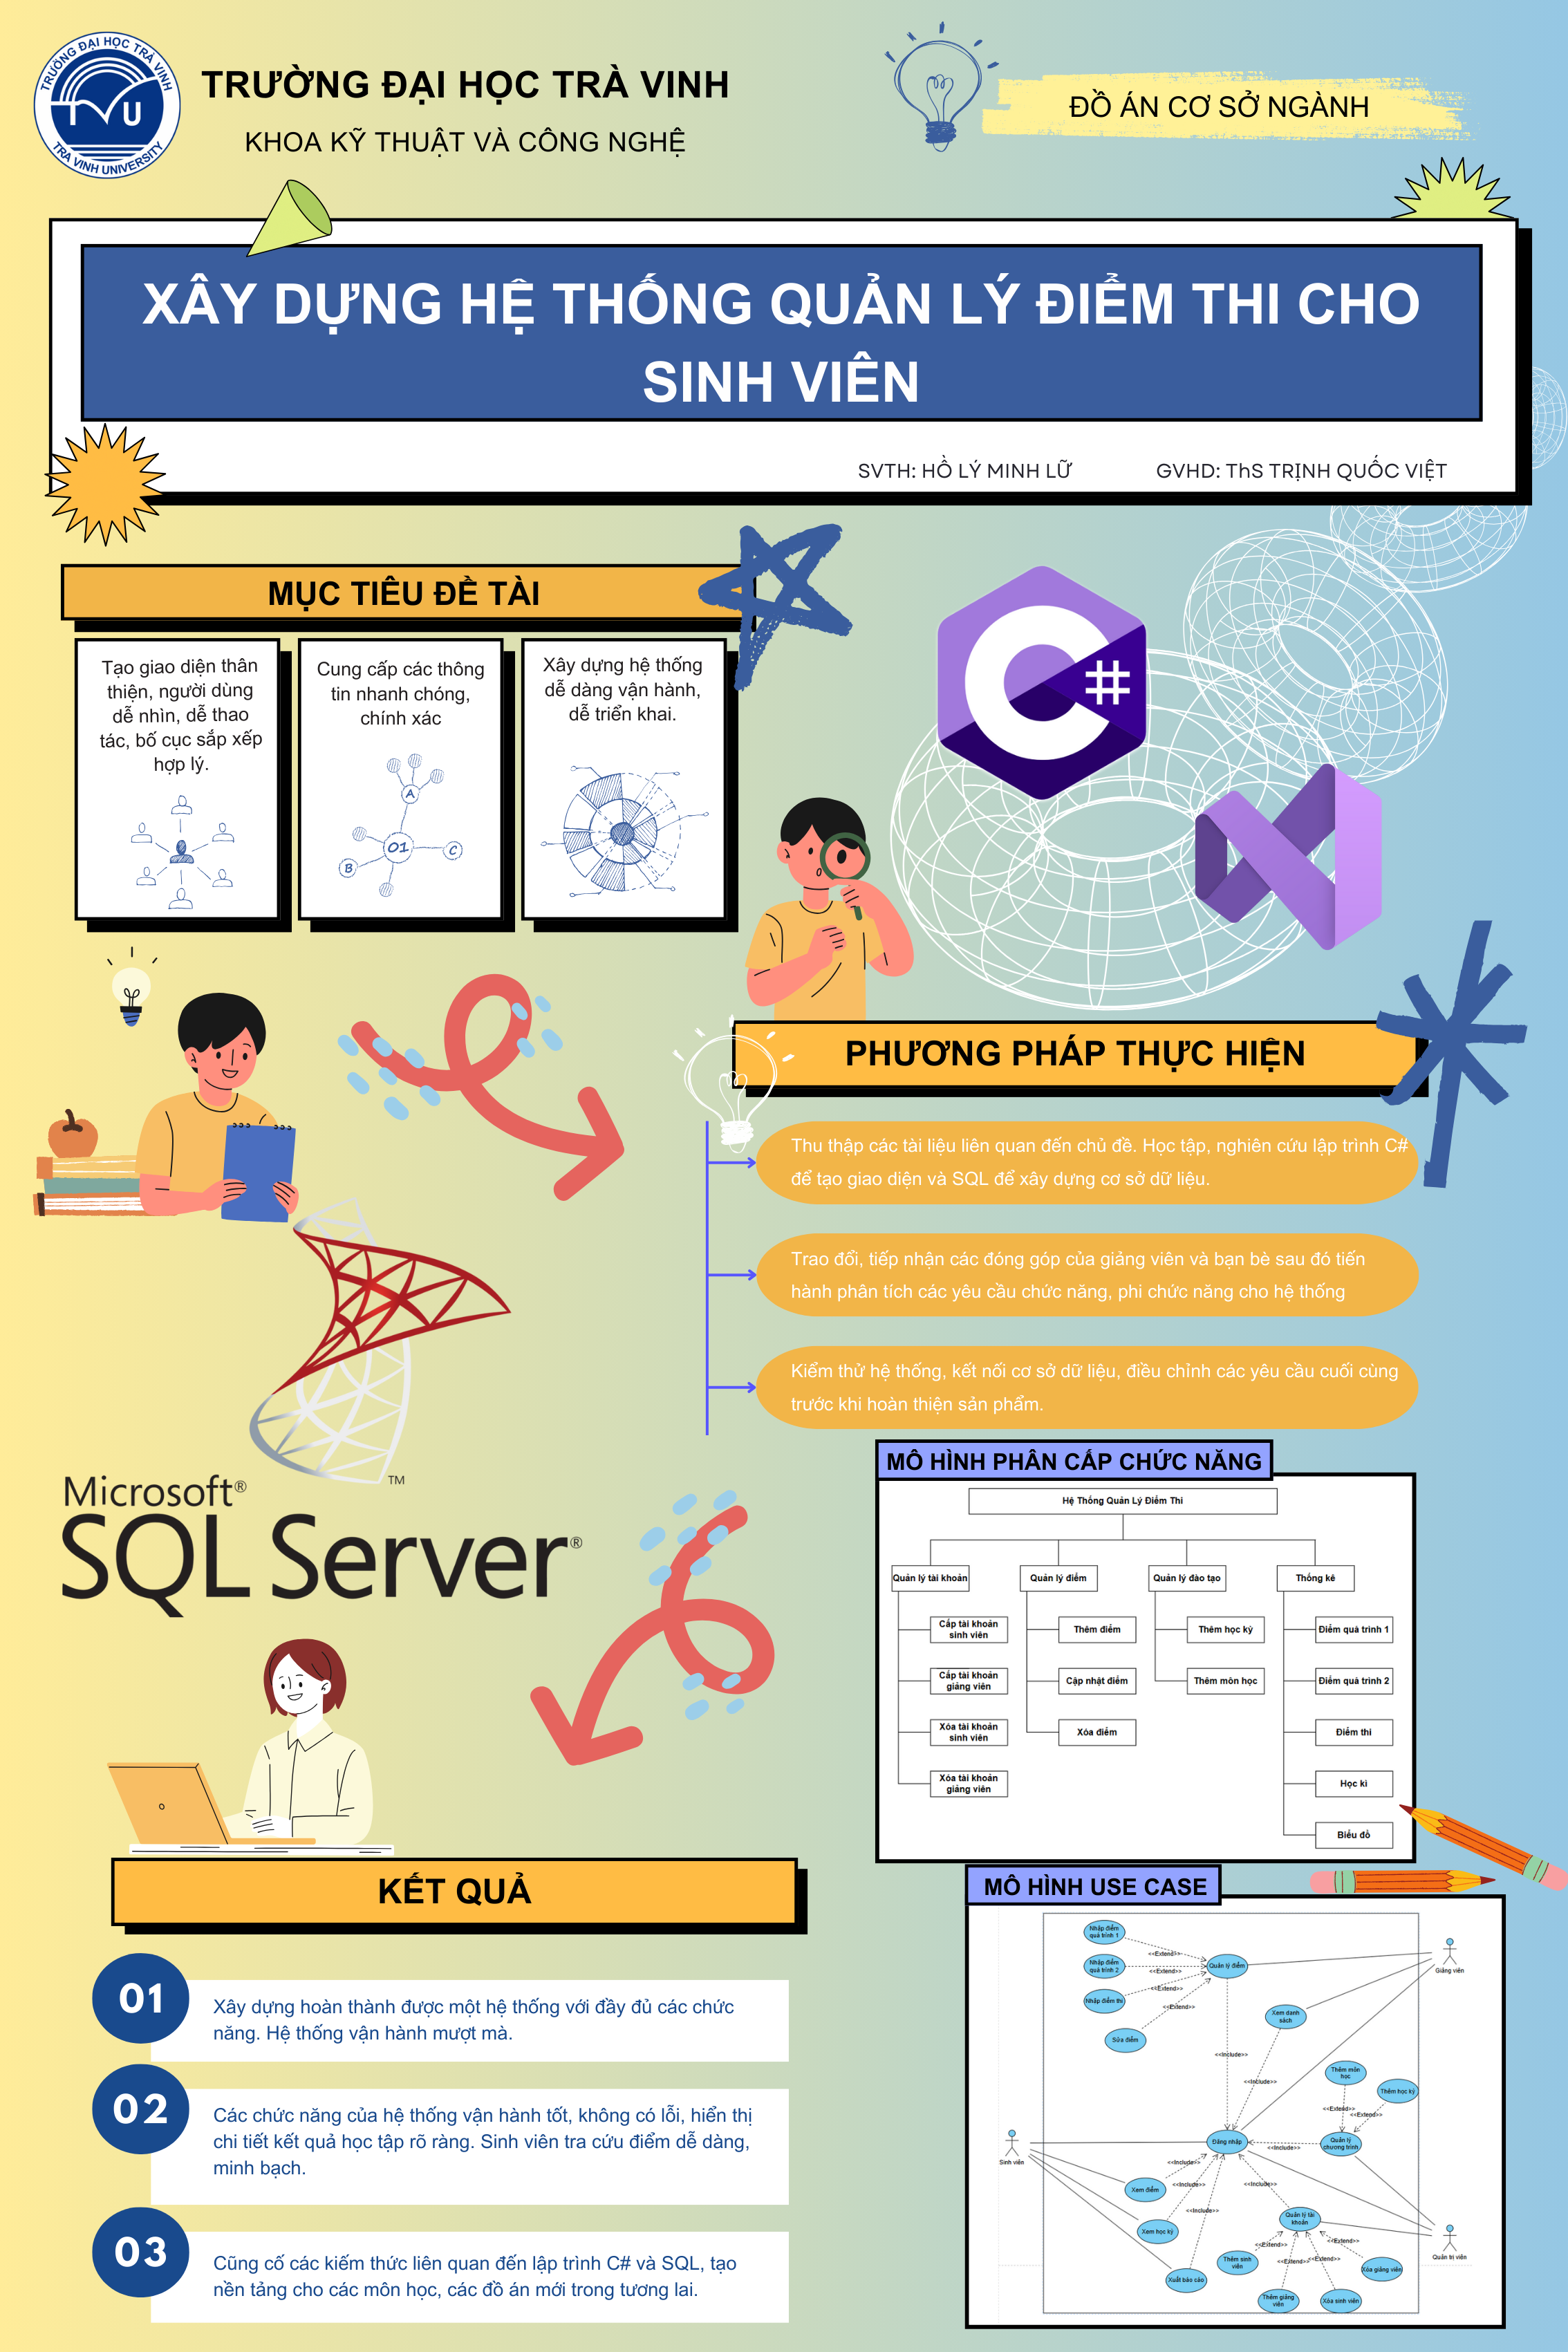 TRƯỜNG ĐẠI HỌC TRÀ VINH
TRA VINH UNIVERSITY
TVU
TRƯỜNG ĐẠI HỌC TRÀ VINH
KHOA KỸ THUẬT VÀ CÔNG NGHỆ
ĐỒ ÁN CƠ SỞ NGÀNH
XÂY DỰNG HỆ THỐNG QUẢN LÝ ĐIỂM THI CHO
SINH VIÊN
SVTH: HỒ LÝ MINH LỮ
GVHD: ThS TRỊNH QUỐC VIỆT
MỤC TIÊU ĐỀ TÀI
Tạo giao diện thân
thiện, người dùng
dễ nhìn, dễ thao
tác, bố cục sắp xếp
hợp lý.
Cung cấp các thông
tin nhanh chóng,
chính xác
A
01
B
C
Xây dựng hệ thống
dễ dàng vận hành,
dễ triển khai.
C#
PHƯƠNG PHÁP THỰC HIỆN
Thu thập các tài liệu liên quan đến chủ đề. Học tập, nghiên cứu lập trình C#
để tạo giao diện và SQL để xây dựng cơ sở dữ liệu.
Trao đổi, tiếp nhận các đóng góp của giảng viên và bạn bè sau đó tiến
hành phân tích các yêu cầu chức năng, phi chức năng cho hệ thống
Kiểm thử hệ thống, kết nối cơ sở dữ liệu, điều chỉnh các yêu cầu cuối cùng
trước khi hoàn thiện sản phẩm.
TM
Microsoft®
SQL Server®
MÔ HÌNH PHÂN CẤP CHỨC NĂNG
Hệ Thống Quản Lý Điểm Thi
Quản lý tài khoản
Quản lý điểm
Quản lý đào tạo
Thống kê
Cấp tài khoản
sinh viên
Thêm điểm
Thêm học kỳ
Điểm quá trình 1
Cấp tài khoản
giảng viên
Cập nhật điểm
Thêm môn học
Điểm quá trình 2
Xóa tài khoản
sinh viên
Xóa điểm
Điểm thi
Xóa tài khoản
giảng viên
Học kì
Biểu đồ
KẾT QUẢ
01
Xây dựng hoàn thành được một hệ thống với đầy đủ các chức
năng. Hệ thống vận hành mượt mà.
02
Các chức năng của hệ thống vận hành tốt, không có lỗi, hiển thị
chi tiết kết quả học tập rõ ràng. Sinh viên tra cứu điểm dễ dàng,
minh bạch.
03
Cũng cố các kiếm thức liên quan đến lập trình C# và SQL, tạo
nền tảng cho các môn học, các đồ án mới trong tương lai.
MÔ HÌNH USE CASE
Nhập điểm
quá trình 1
<<Extend>>
Nhập điểm
quá trình 2
<<Extend>>
Quản lý điểm
Giảng viên
Nhập điểm thi
<<Extend>>
<<Extend>>
Sửa điểm
Xem danh
sách
<<Include>>
<<Include>>
Thêm môn
học
Thêm học kỳ
<<Extend>>
<<Extend>>
Sinh viên
Đăng nhập
<<Include>>
Quản lý
chương trình
<<Include>>
Xem điểm
<<Include>>
<<Include>>
<<Include>>
Xem học kỳ
Quản lý tài
khoản
Quản trị viên
<<Extend>>
<<Extend>>
<<Extend>>
<<Extend>>
Thêm sinh
viên
Xóa giảng viên
Xuất báo cáo
Thêm giảng
viên
Xóa sinh viên